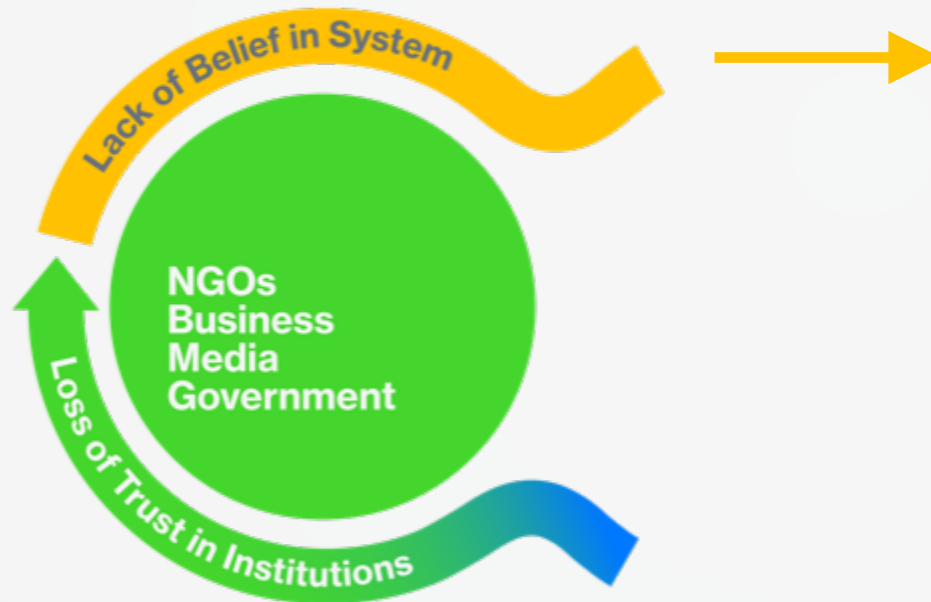 Lack of Belief in System
NGOs
Business
Media
Government
Loss of Trust in Institutions